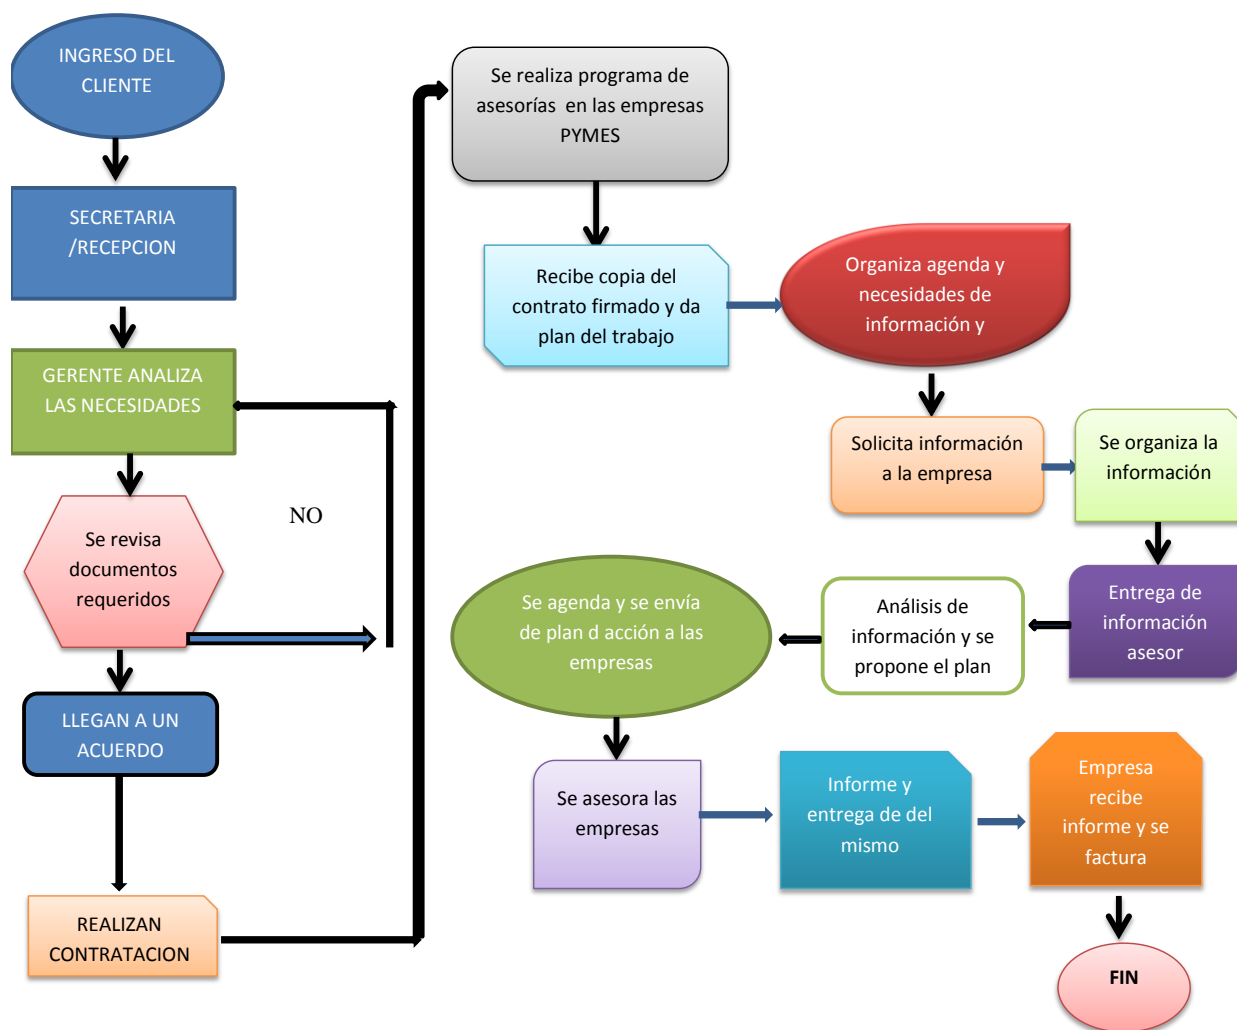 INGRESO DEL
CLIENTE
SECRETARIA
/RECEPCION
GERENTE ANALIZA
LAS NECESIDADES
NO
Se revisa
documentos
requeridos
LLEGAN A UN
ACUERDO
REALIZAN
CONTRATACION
Se realiza programa de
asesorías en las empresas
PYMES
Recibe copia del
contrato firmado y da
plan del trabajo
Organiza agenda y
necesidades de
información y
Solicita información
a la empresa
Se organiza la
información
Entrega de
información
asesor
Análisis de
información y se
propone el plan
Se agenda y se envía
de plan d acción a las
empresas
Se asesora las
empresas
Informe y
entrega de del
mismo
Empresa
recibe
informe y se
factura
FIN